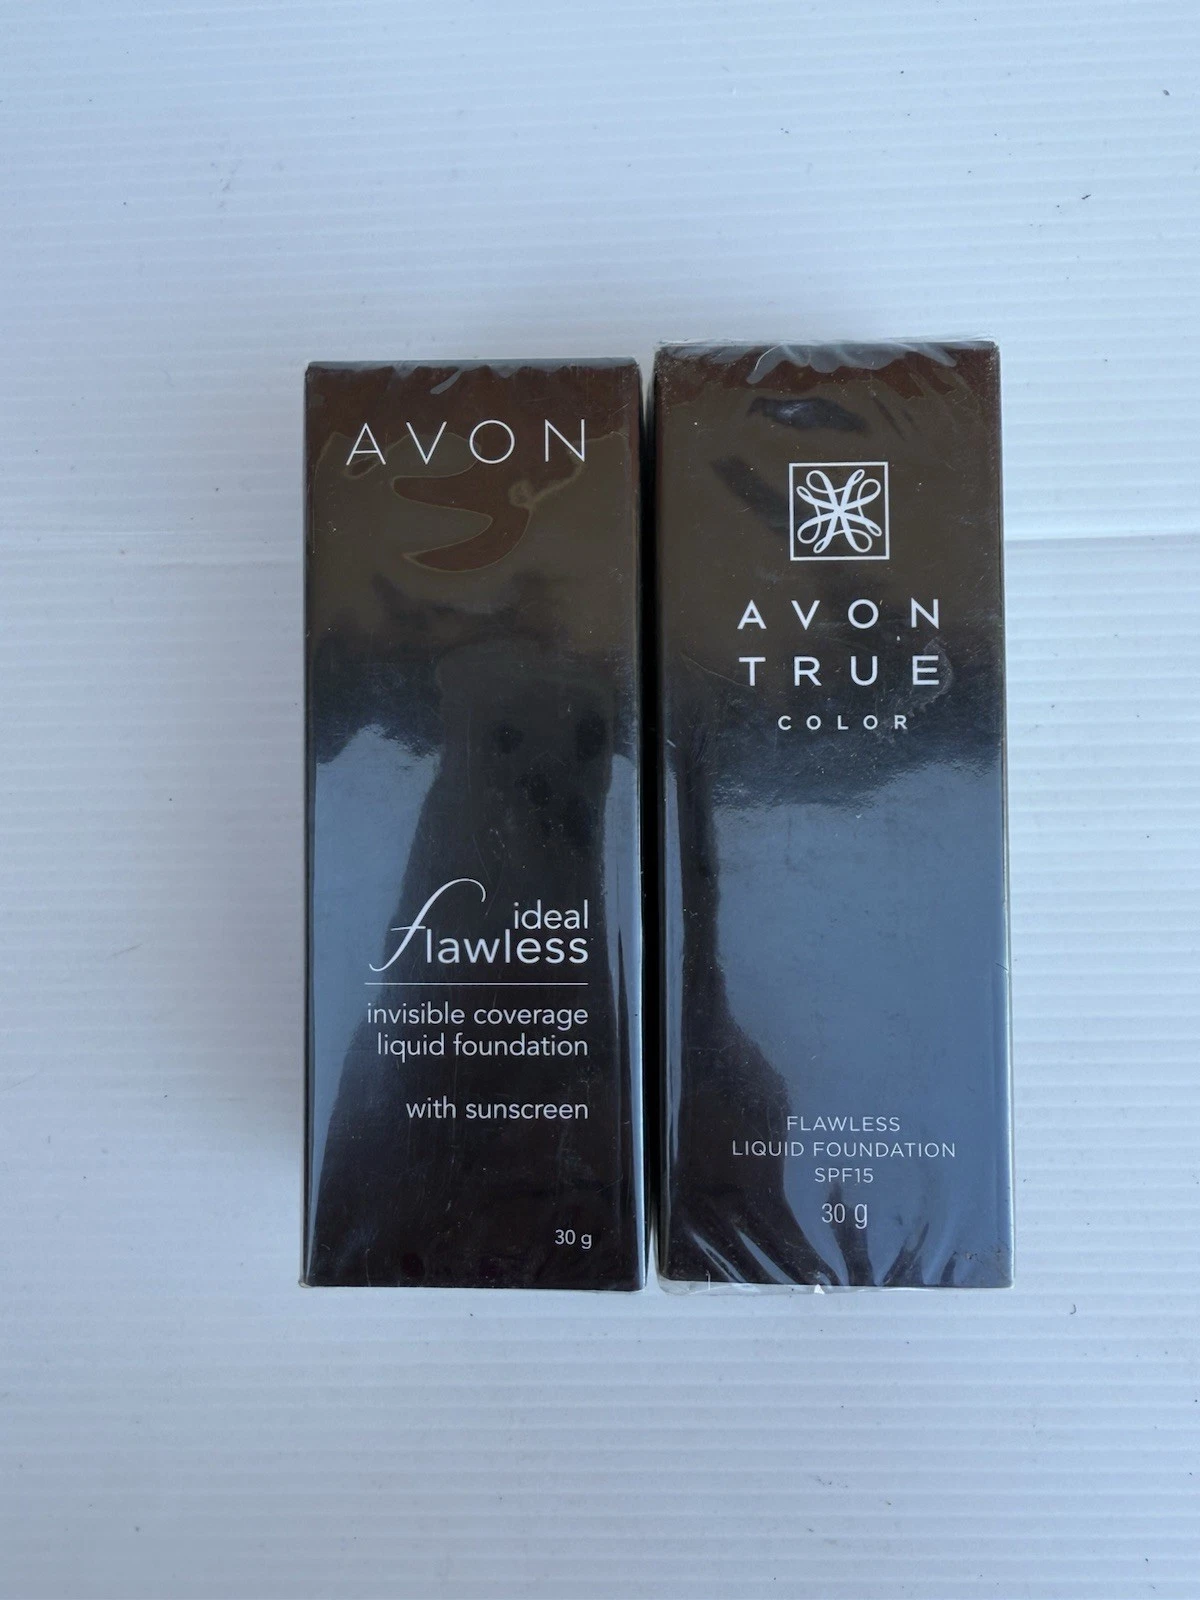 AVON
ideal
flawless
invisible coverage
liquid foundation
with sunscreen
30 g
AVON
TRUE
COLOR
FLAWLESS
LIQUID FOUNDATION
SPF15
30 g